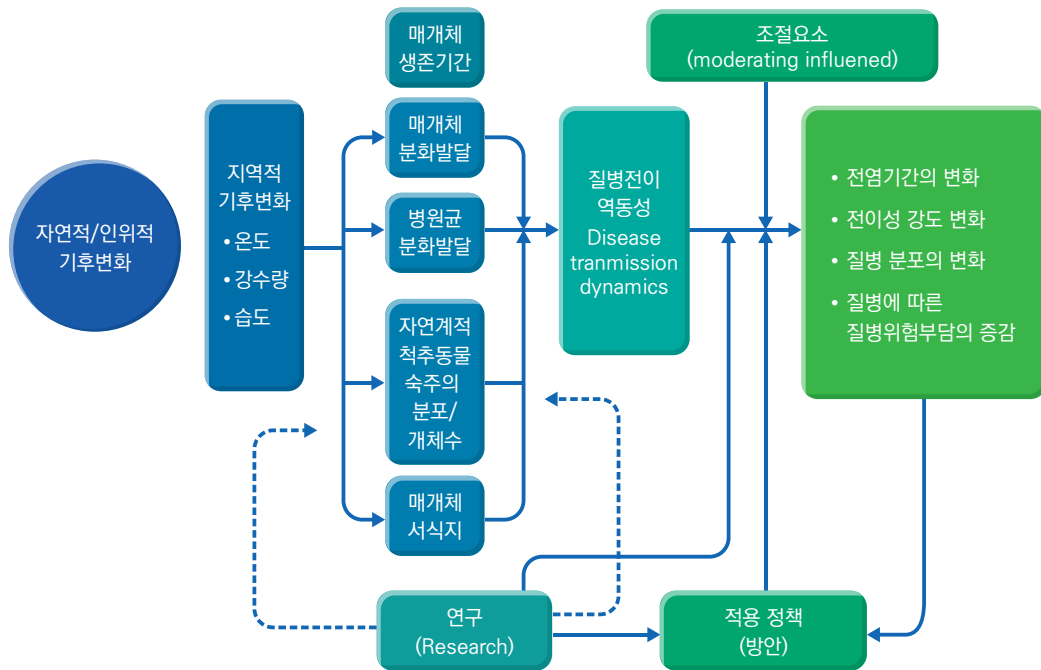 자연적/인위적
기후변화
지역적
기후변화
• 온도
• 강수량
• 습도
매개체
생존기간
매개체
분화발달
병원균
분화발달
자연계적
척추동물
숙주의
분포/
개체수
매개체
서식지
질병전이
역동성
Disease
tranmission
dynamics
조절요소
(moderating influened)
• 전염기간의 변화
• 전이성 강도 변화
• 질병 분포의 변화
• 질병에 따른
질병위험부담의 증감
연구
(Research)
적용 정책
(방안)